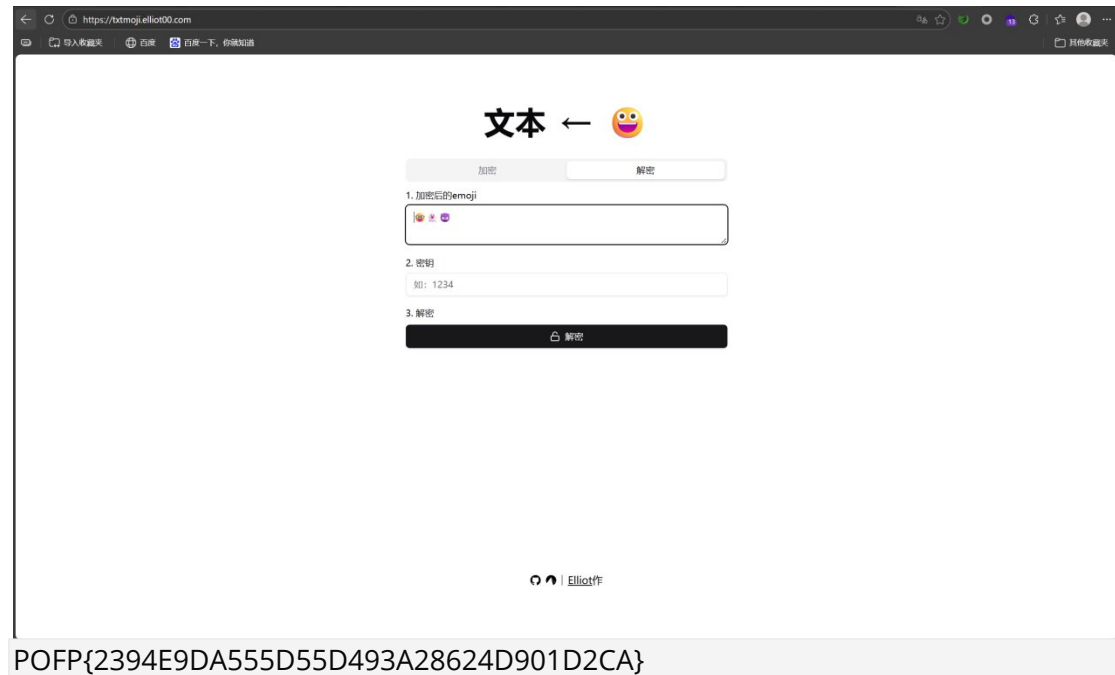 https://txtmoji.elliot00.com
导入收藏夹 百度 百度一下，你就知道 其他收藏夹
文本 ← 😀
加密 解密
1. 加密后的emoji
2. 密钥
如：1234
3. 解密
解密
| Elliot作
POFP{2394E9DA555D55D493A28624D901D2CA}